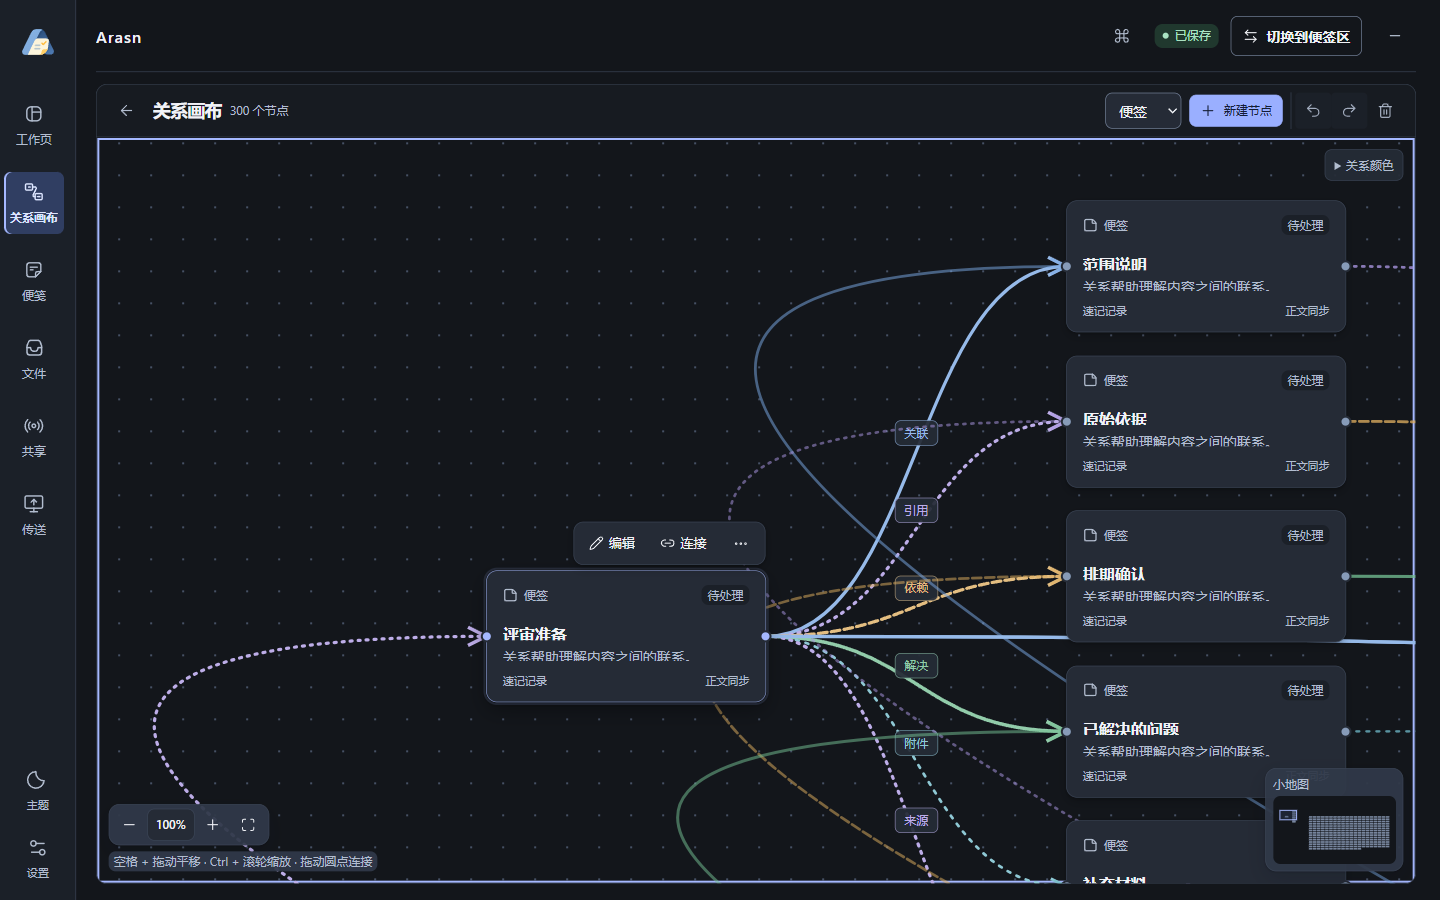 Arasn
已保存
切换到便签区
工作页
关系画布
便笺
文件
共享
传送
主题
设置
关系画布
300 个节点
便签
新建节点
关系颜色
便签
待处理
范围说明
关系帮助理解内容之间的联系。
速记记录
正文同步
便签
待处理
原始依据
关系帮助理解内容之间的联系。
速记记录
正文同步
关联
引用
编辑
连接
便签
待处理
排期确认
关系帮助理解内容之间的联系。
速记记录
正文同步
依赖
便签
待处理
评审准备
关系帮助理解内容之间的联系。
速记记录
正文同步
解决
便签
待处理
已解决的问题
关系帮助理解内容之间的联系。
速记记录
附件
来源
小地图
便签
补充材料
100%
空格 + 拖动平移 · Ctrl + 滚轮缩放 · 拖动圆点连接